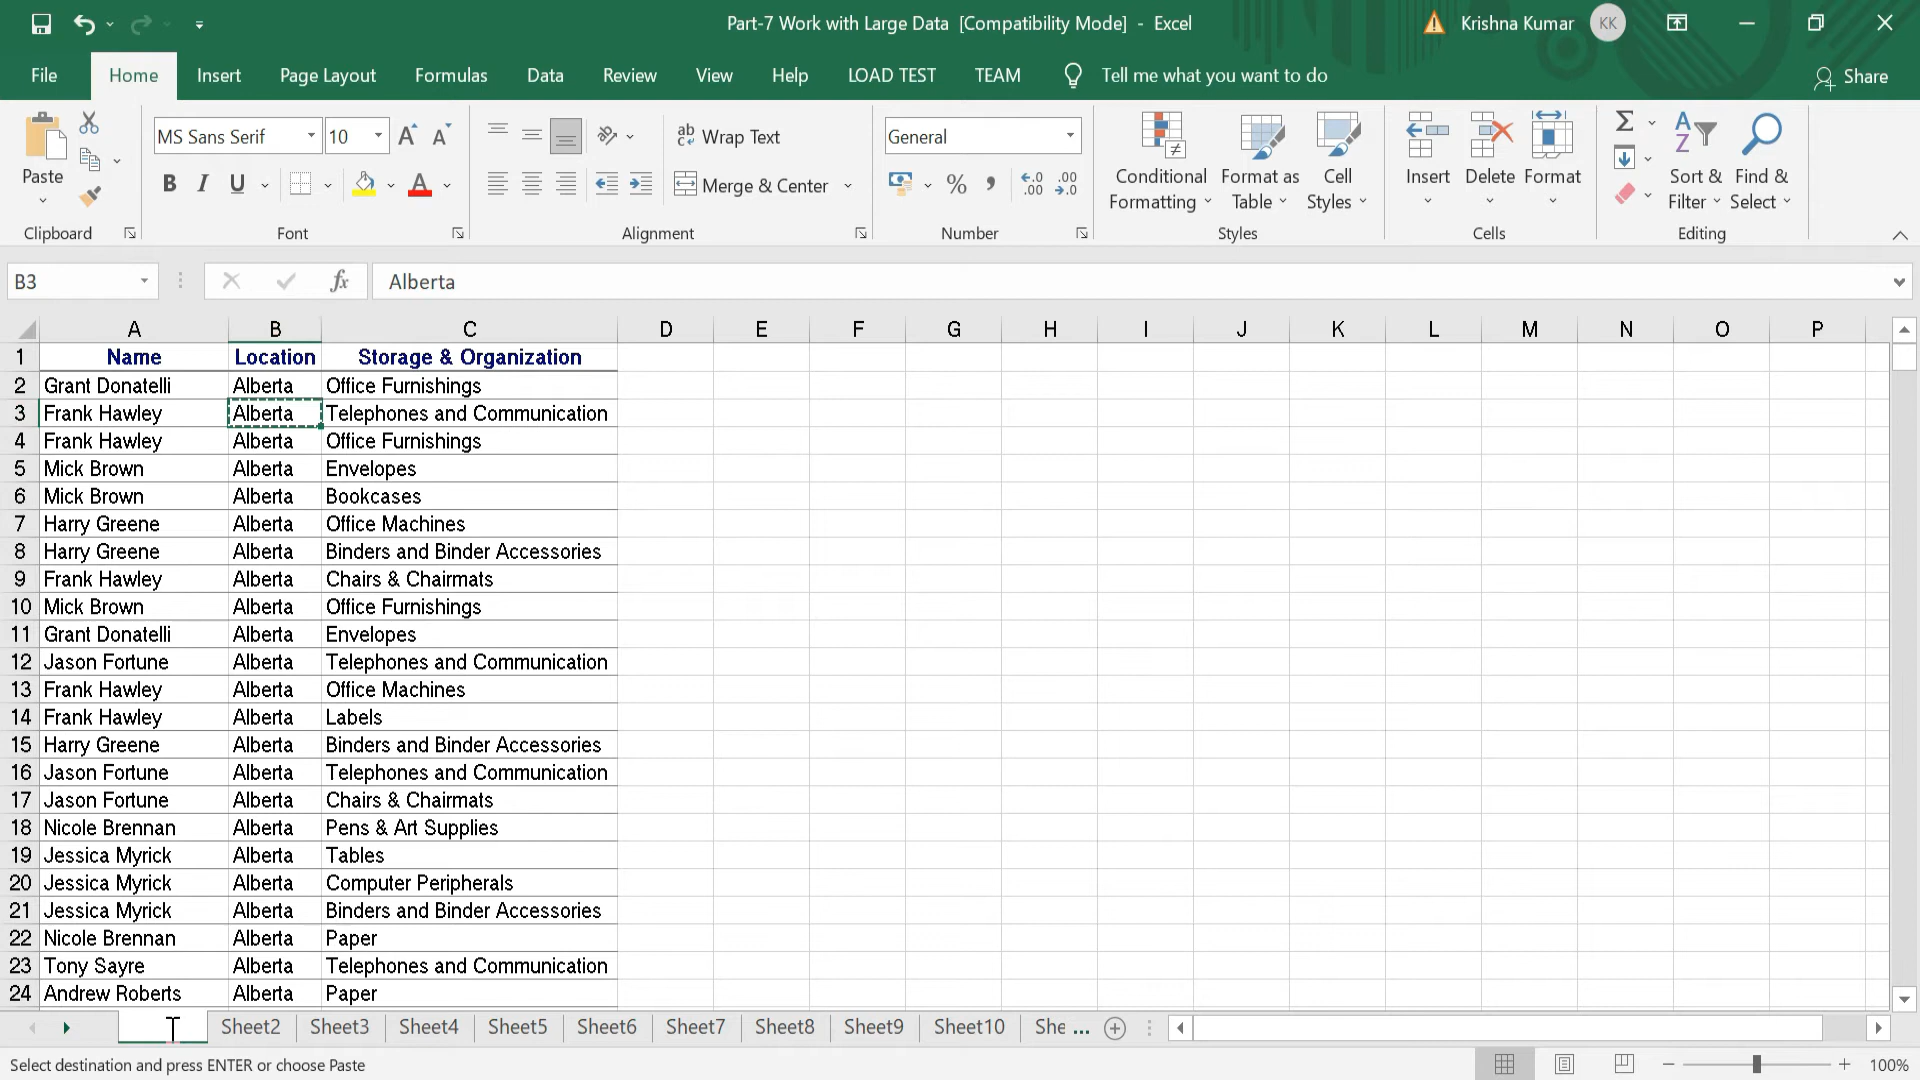 Part-7 Work with Large Data [Compatibility Mode] - Excel
Krishna Kumar KK
File Home Insert Page Layout Formulas Data Review View Help LOAD TEST TEAM Tell me what you want to do Share
Paste
Clipboard
MS Sans Serif 10
B I U
Font
ab Wrap Text
Merge & Center
Alignment
General
% , .00 .00
Number
Conditional Formatting
Format as Table
Cell Styles
Styles
Insert Delete Format
Cells
Sort & Filter
Find & Select
Editing
B3 fx Alberta
A B C D E F G H I J K L M N O P
1 Name Location Storage & Organization
2 Grant Donatelli Alberta Office Furnishings
3 Frank Hawley Alberta Telephones and Communication
4 Frank Hawley Alberta Office Furnishings
5 Mick Brown Alberta Envelopes
6 Mick Brown Alberta Bookcases
7 Harry Greene Alberta Office Machines
8 Harry Greene Alberta Binders and Binder Accessories
9 Frank Hawley Alberta Chairs & Chairmats
10 Mick Brown Alberta Office Furnishings
11 Grant Donatelli Alberta Envelopes
12 Jason Fortune Alberta Telephones and Communication
13 Frank Hawley Alberta Office Machines
14 Frank Hawley Alberta Labels
15 Harry Greene Alberta Binders and Binder Accessories
16 Jason Fortune Alberta Telephones and Communication
17 Jason Fortune Alberta Chairs & Chairmats
18 Nicole Brennan Alberta Pens & Art Supplies
19 Jessica Myrick Alberta Tables
20 Jessica Myrick Alberta Computer Peripherals
21 Jessica Myrick Alberta Binders and Binder Accessories
22 Nicole Brennan Alberta Paper
23 Tony Sayre Alberta Telephones and Communication
24 Andrew Roberts Alberta Paper
Sheet2 Sheet3 Sheet4 Sheet5 Sheet6 Sheet7 Sheet8 Sheet9 Sheet10 She ...
Select destination and press ENTER or choose Paste
100%